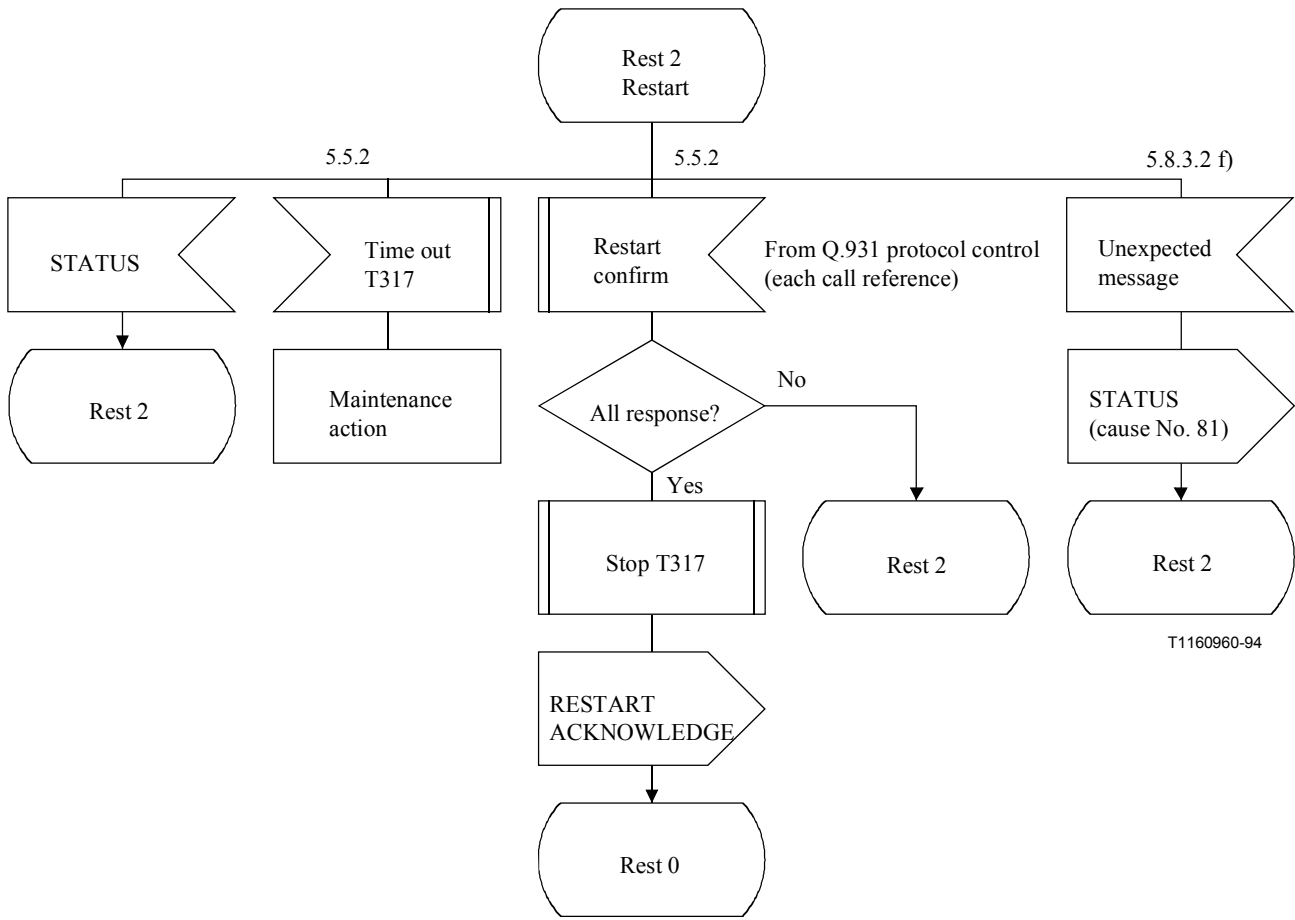 Rest 2
Restart
5.5.2
5.5.2
5.8.3.2 f)
STATUS
Time out
T317
Restart
confirm
From Q.931 protocol control
(each call reference)
Unexpected
message
Rest 2
Maintenance
action
All response?
No
Yes
STATUS
(cause No. 81)
Stop T317
Rest 2
Rest 2
T1160960-94
RESTART
ACKNOWLEDGE
Rest 0